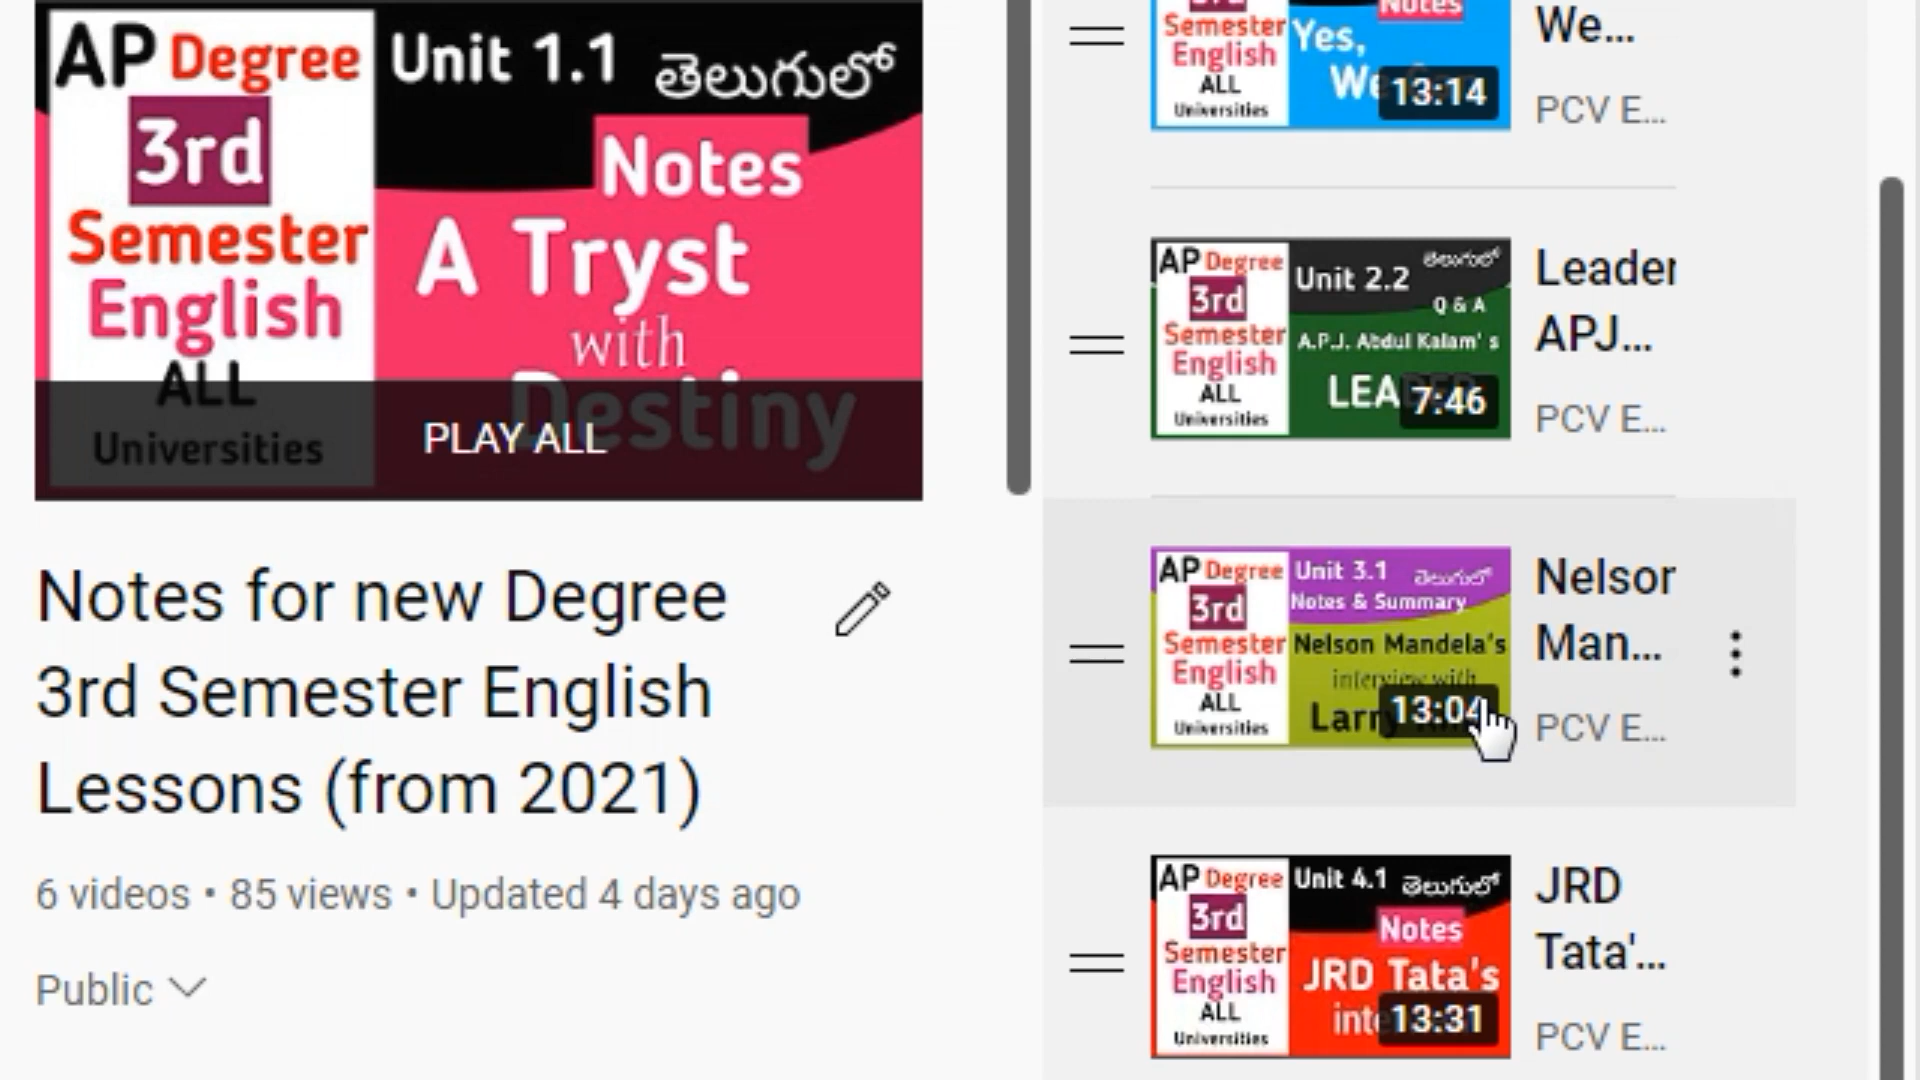 AP Degree
3rd
Semester
English
ALL
Universities
Unit 1.1 తెలుగులో
Notes
A Tryst
with
Destiny
PLAY ALL
Notes for new Degree
3rd Semester English
Lessons (from 2021)
6 videos • 85 views • Updated 4 days ago
Public
Semester
English
ALL
Universities
Notes
Yes,
We
13:14
We...
PCV E...
AP Degree
3rd
Semester
English
ALL
Universities
Unit 2.2 తెలుగులో
Q & A
A.P.J. Abdul Kalam' s
7:46
Leader
APJ...
PCV E...
AP Degree
3rd
Semester
English
ALL
Universities
Unit 3.1 తెలుగులో
Notes & Summary
Nelson Mandela's
interview with
Larry
13:04
Nelson
Man...
PCV E...
AP Degree
3rd
Semester
English
ALL
Universities
Unit 4.1 తెలుగులో
Notes
JRD Tata's
13:31
JRD
Tata'...
PCV E...